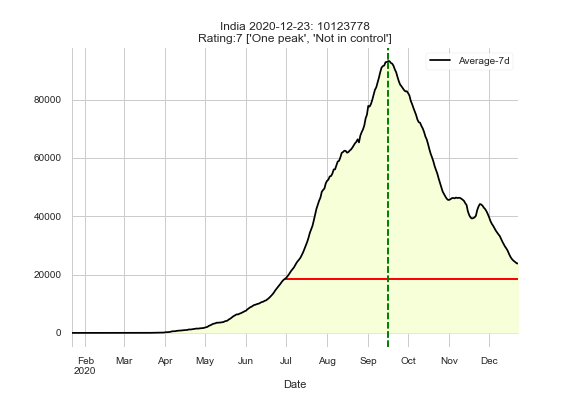 India 2020-12-23: 10123778
Rating:7 ['One peak', 'Not in control']
Average-7d
80000
60000
40000
20000
0
Feb Mar Apr May Jun Jul Aug Sep Oct Nov Dec
2020
Date